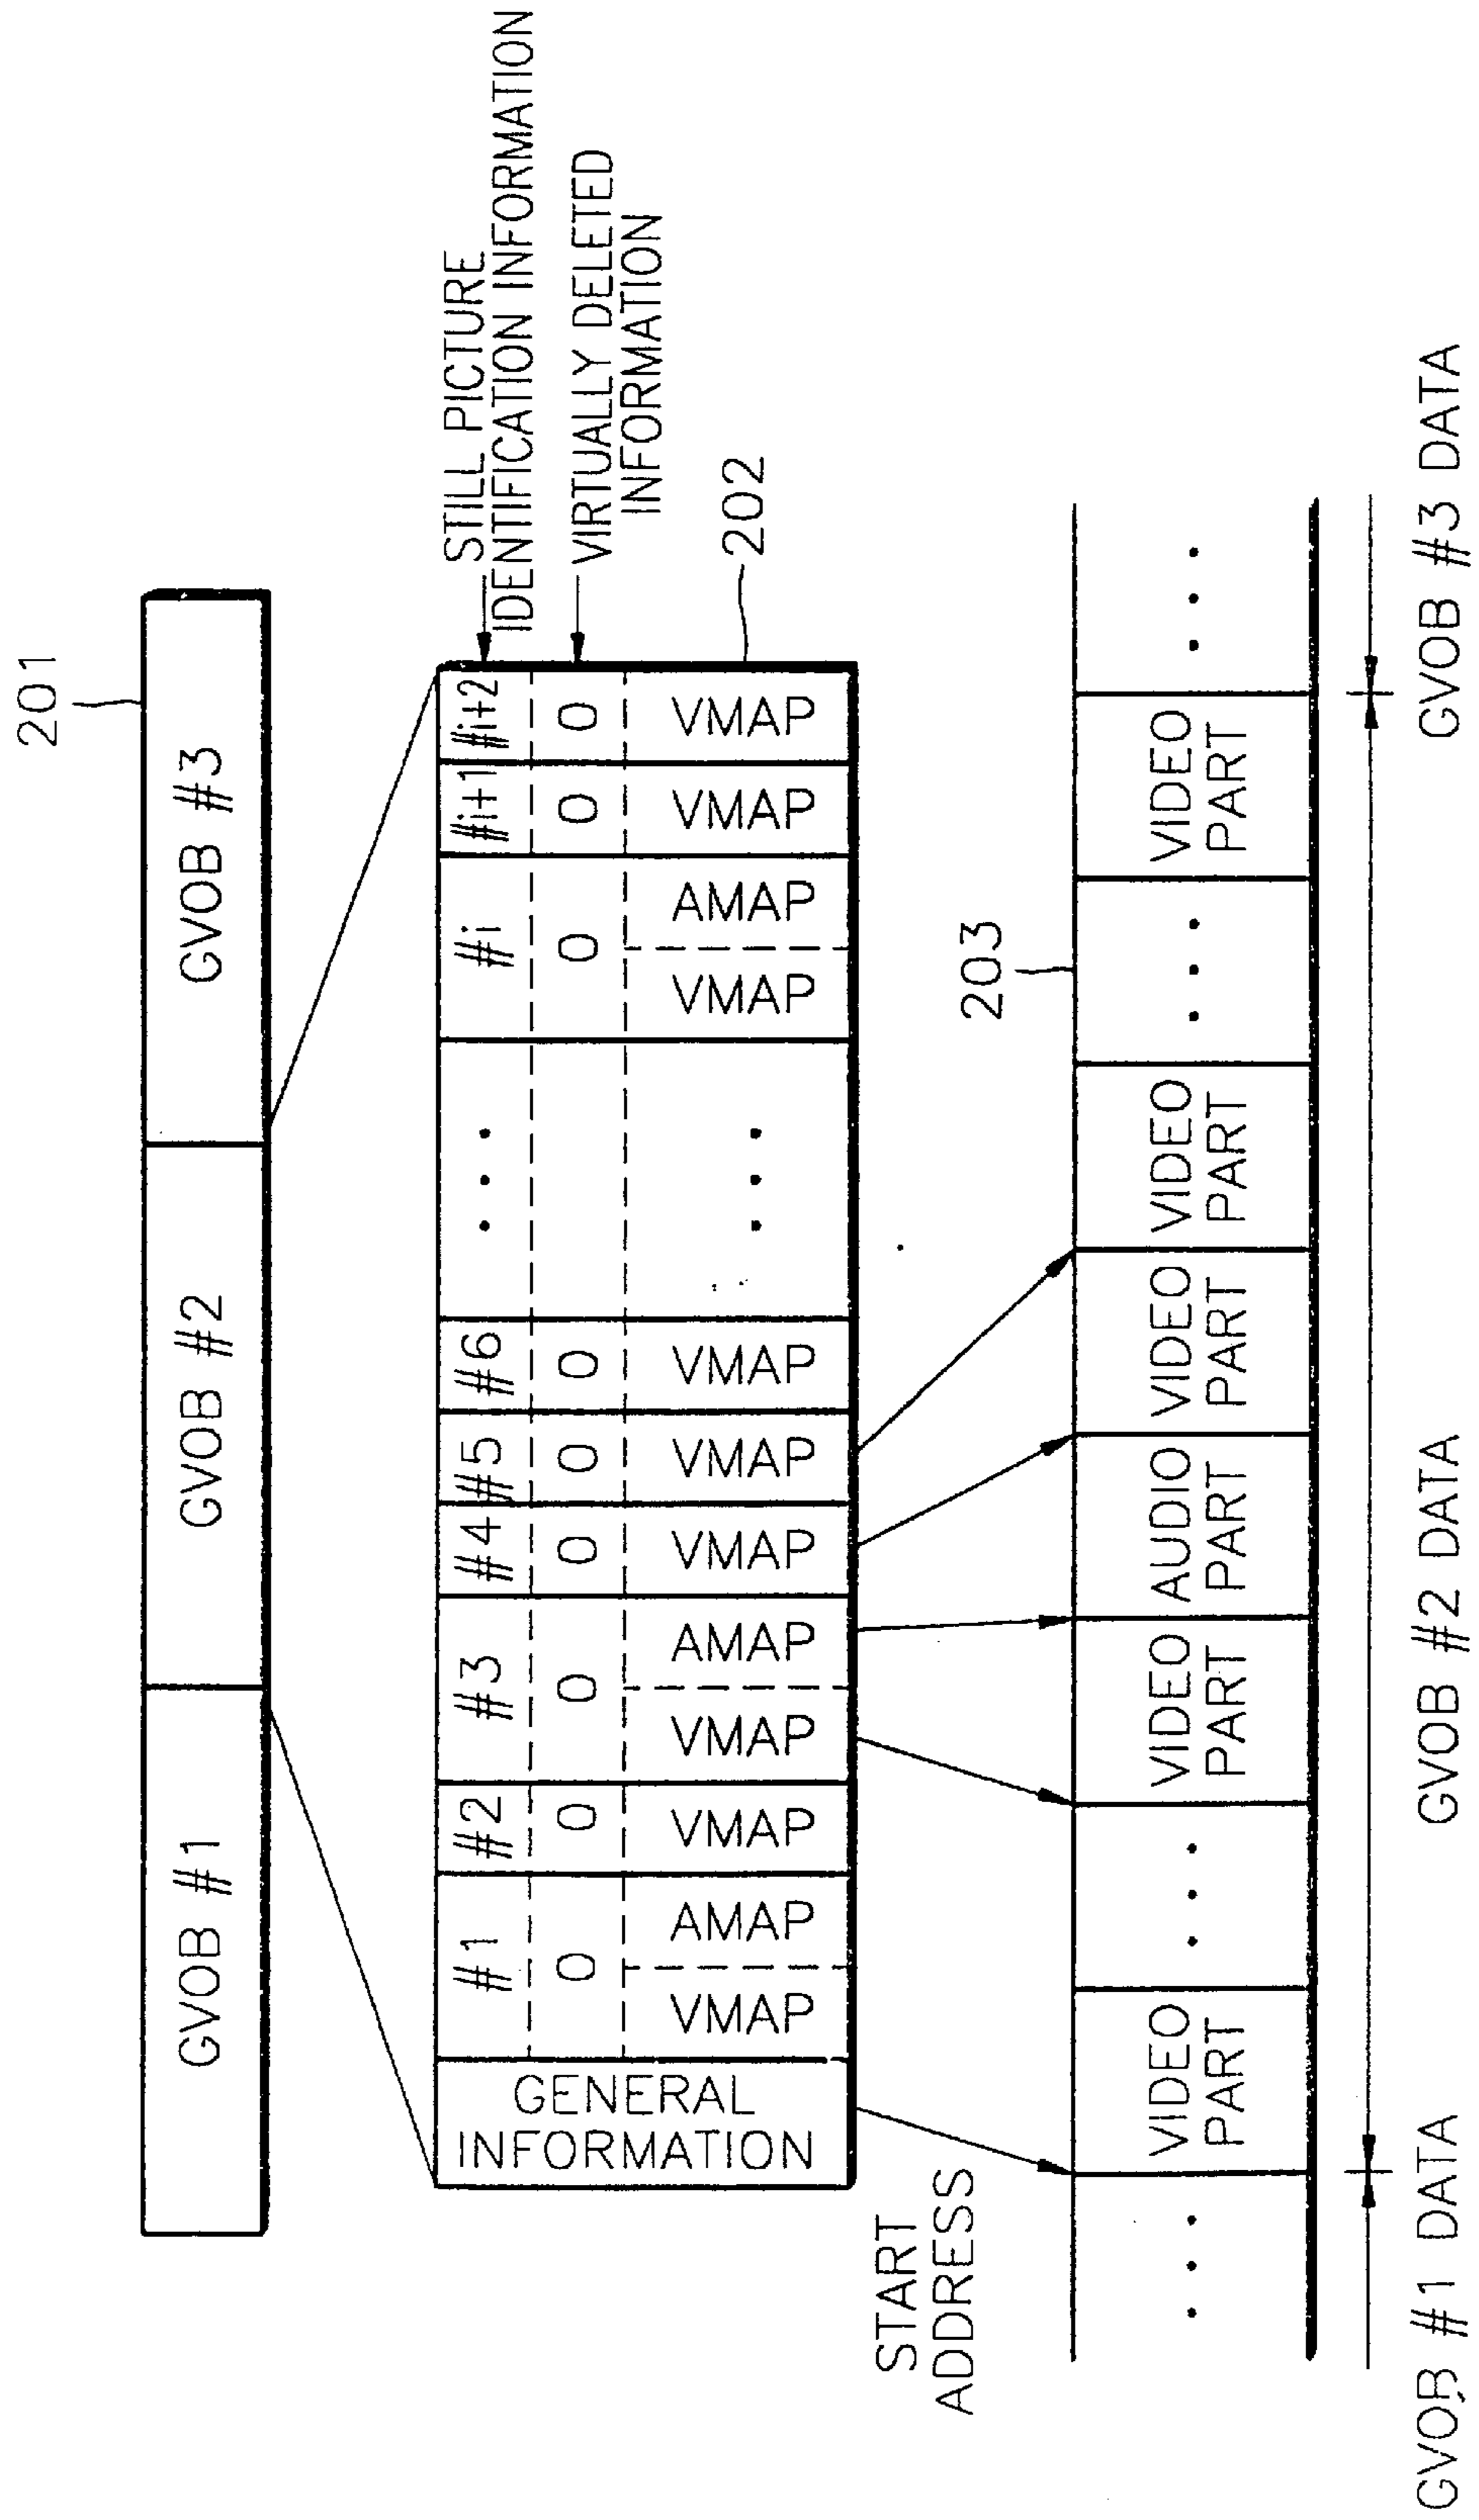 201
GVOB #1
GVOB #2
GVOB #3
STILL PICTURE
IDENTIFICATION INFORMATION
VIRTUALLY DELETED
INFORMATION
202
GENERAL
INFORMATION
#1
#2
#3
#4
#5
#6
#i
#i+1
#i+2
0
0
0
0
0
0
0
0
0
VMAP
AMAP
VMAP
VMAP
AMAP
VMAP
VMAP
VMAP
VMAP
AMAP
VMAP
VMAP
START
ADDRESS
203
VIDEO
PART
VIDEO
PART
AUDIO
PART
VIDEO
PART
VIDEO
PART
VIDEO
PART
GVOB #1 DATA
GVOB #2 DATA
GVOB #3 DATA